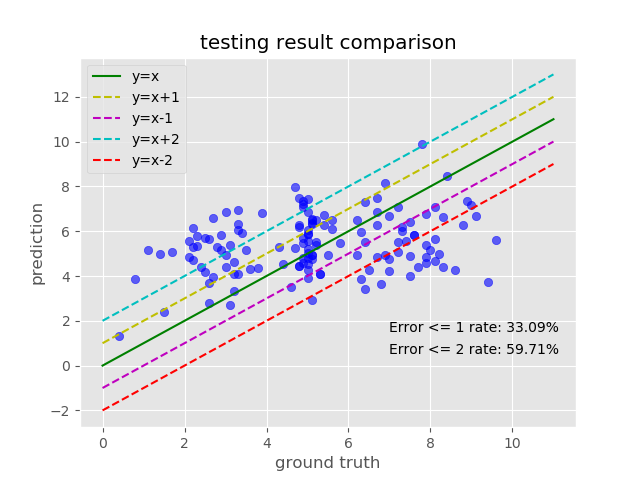 testing result comparison
y=x
y=x+1
y=x-1
y=x+2
y=x-2
12
10
8
6
4
2
0
−2
prediction
Error <= 1 rate: 33.09%
Error <= 2 rate: 59.71%
0 2 4 6 8 10
ground truth